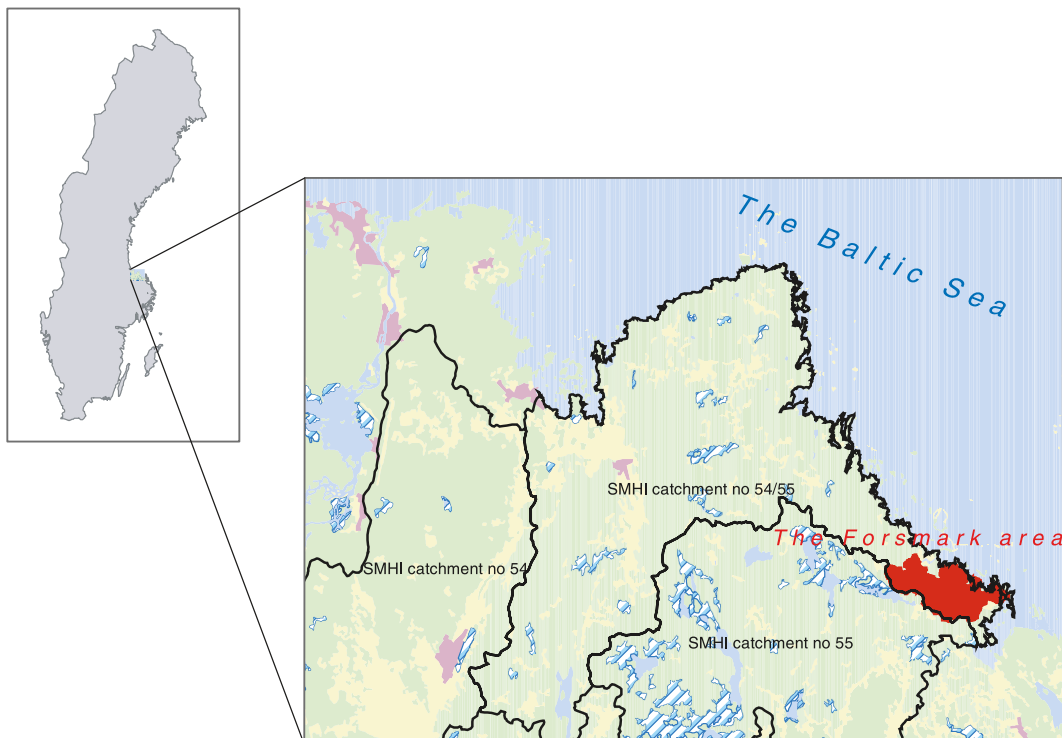 The Baltic Sea
SMHI catchment no 54/55
The Forsmark area
SMHI catchment no 54
SMHI catchment no 55